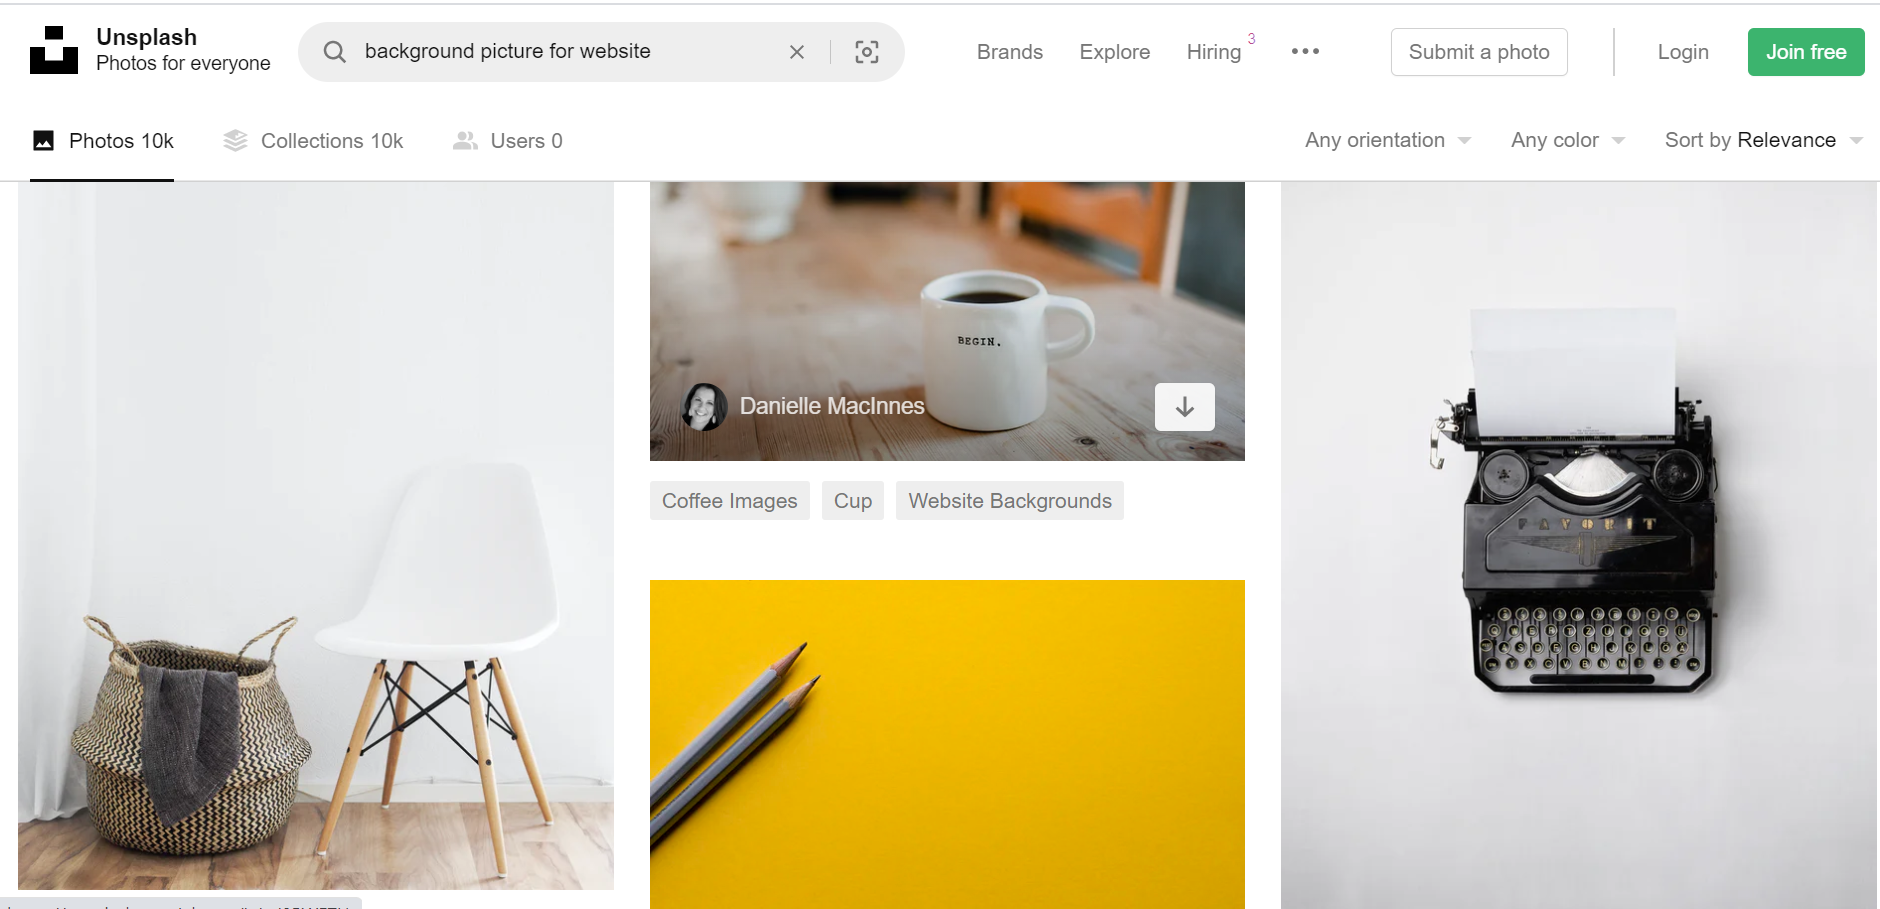 Unsplash
Photos for everyone
background picture for website
Brands
Explore
Hiring 3
Submit a photo
Login
Join free
Photos 10k
Collections 10k
Users 0
Any orientation
Any color
Sort by Relevance
BEGIN.
Danielle MacInnes
Coffee Images
Cup
Website Backgrounds
FAVORIT